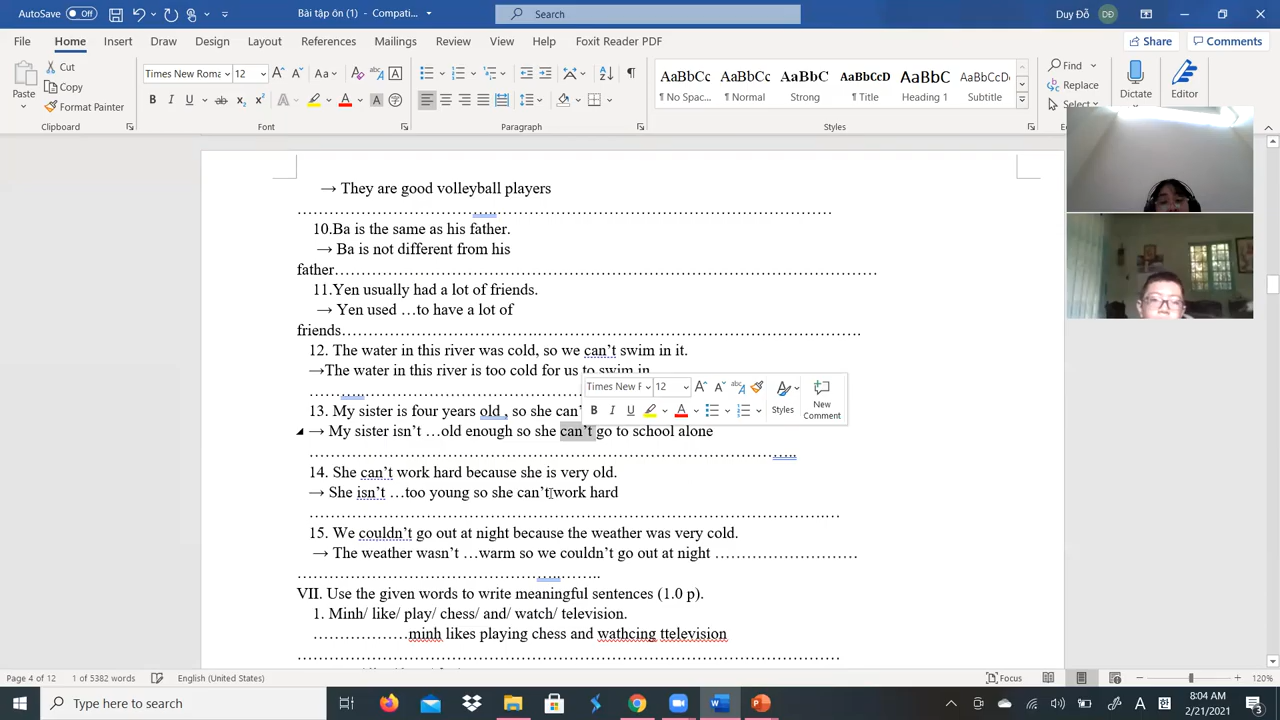 AutoSave Off Bài tập ôn (1) - Compati... Search Duy Đỗ DĐ
File Home Insert Draw Design Layout References Mailings Review View Help Foxit Reader PDF Share Comments
Paste Cut Copy Format Painter Clipboard
Times New Roma 12 Aa Font
Paragraph
AaBbCc AaBbCc AaBbC AaBbCcD AaBbC AaBbCcD
¶ No Spac... ¶ Normal Strong ¶ Title Heading 1 Subtitle
Styles
Find Replace Select Dictate Editor
→ They are good volleyball players
……………………………..…………………………………………………………
10.Ba is the same as his father.
→ Ba is not different from his
father…………………………………………………………………………………………
11.Yen usually had a lot of friends.
→ Yen used …to have a lot of
friends…………………………………….……………………………………………….
12. The water in this river was cold, so we can’t swim in it.
→The water in this river is too cold for us to swim in
…………..
Times New F 12 Styles New Comment
13. My sister is four years old , so she can’
→ My sister isn’t …old enough so she can’t go to school alone
……………………………………………………………………………………..
14. She can’t work hard because she is very old.
→ She isn’t …too young so she can’t work hard
……………………………………………………………………………………….…
15. We couldn’t go out at night because the weather was very cold.
→ The weather wasn’t …warm so we couldn’t go out at night ………………………
………………………………………..……..
VII. Use the given words to write meaningful sentences (1.0 p).
1. Minh/ like/ play/ chess/ and/ watch/ television.
………………minh likes playing chess and wathcing ttelevision
…………………………………………………………………………………………
Page 4 of 12 1 of 5382 words English (United States) Focus 120%
Type here to search
8:04 AM
2/21/2021
3